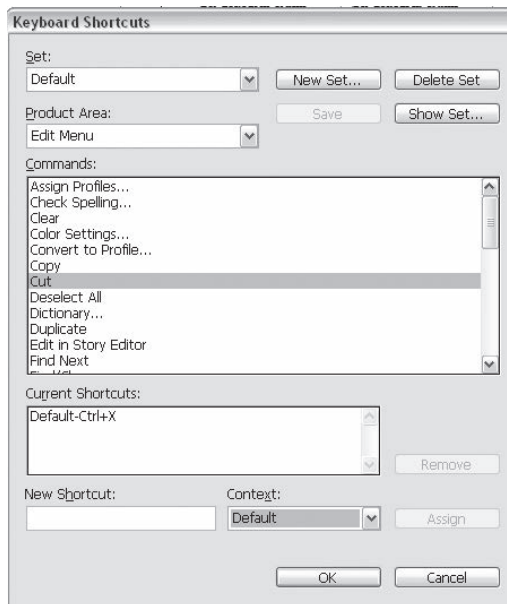 Keyboard Shortcuts
Set:
Default
New Set...
Delete Set
Product Area:
Save
Show Set...
Edit Menu
Commands:
Assign Profiles...
Check Spelling...
Clear
Color Settings...
Convert to Profile...
Copy
Cut
Deselect All
Dictionary...
Duplicate
Edit in Story Editor
Find Next
Current Shortcuts:
Default-Ctrl+X
Remove
New Shortcut:
Context:
Default
Assign
OK
Cancel